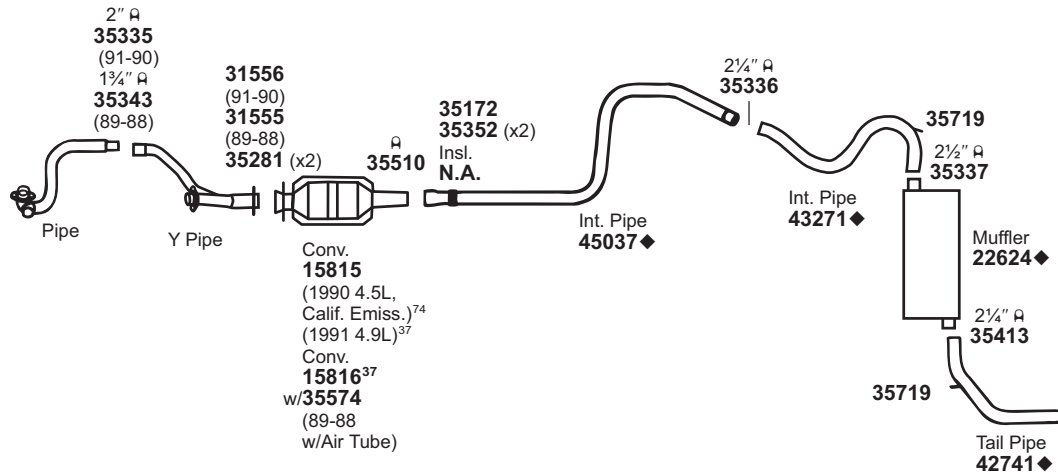 2" 
35335
(91-90)
1¾"
35343
(89-88)
Pipe
Y Pipe
31556
(91-90)
31555
(89-88)
35281 (x2)
Conv.
15815
(1990 4.5L,
Calif. Emiss.)⁷⁴
(1991 4.9L)³⁷
Conv.
15816³⁷
w/35574
(89-88
w/Air Tube)
35510
35172
35352 (x2)
Insl.
N.A.
Int. Pipe
45037◆
2¼"
35336
Int. Pipe
43271◆
35719
2½"
35337
Muffler
22624◆
2¼"
35413
35719
Tail Pipe
42741◆